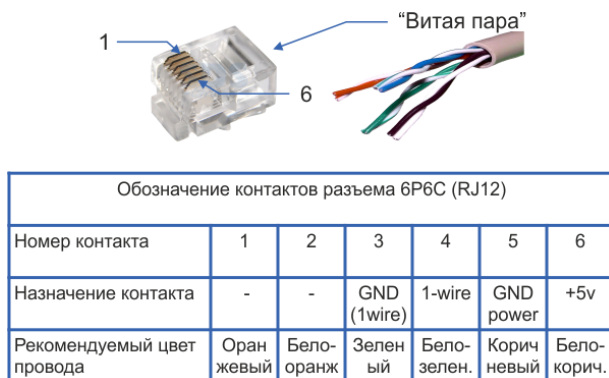 “Витая пара”
1
6
Обозначение контактов разъема 6P6C (RJ12)
Номер контакта 1 2 3 4 5 6
Назначение контакта - - GND (1wire) 1-wire GND power +5v
Рекомендуемый цвет провода Оран жевый Бело- оранж Зелен ый Бело- зелен. Корич невый Бело- корич.